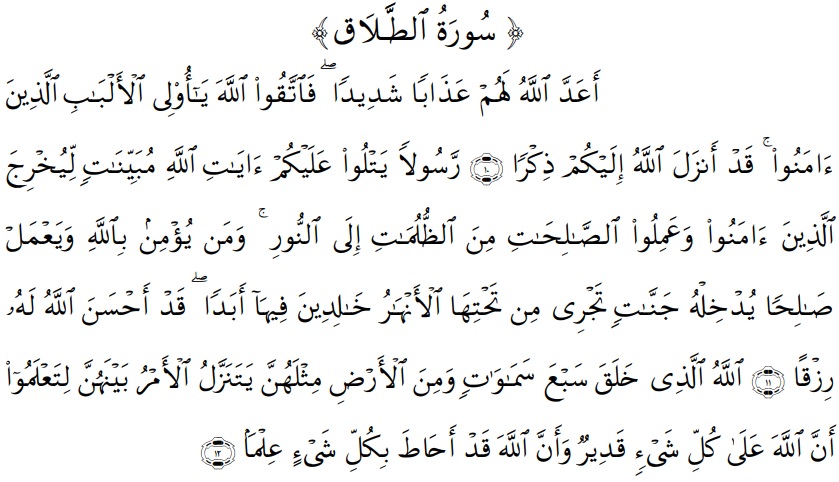 ﴿ سُورَةُ ٱلطَّلَاقِ ﴾
أَعَدَّ ٱللَّهُ لَهُمْ عَذَابًا شَدِيدًا ۖ فَٱتَّقُوا۟ ٱللَّهَ يَـٰٓأُو۟لِى ٱلْأَلْبَـٰبِ ٱلَّذِينَ
ءَامَنُوا۟ ۚ قَدْ أَنزَلَ ٱللَّهُ إِلَيْكُمْ ذِكْرًا ١٠ رَّسُولًا يَتْلُوا۟ عَلَيْكُمْ ءَايَـٰتِ ٱللَّهِ مُبَيِّنَـٰتٍ لِّيُخْرِجَ
ٱلَّذِينَ ءَامَنُوا۟ وَعَمِلُوا۟ ٱلصَّـٰلِحَـٰتِ مِنَ ٱلظُّلُمَـٰتِ إِلَى ٱلنُّورِ ۚ وَمَن يُؤْمِنۢ بِٱللَّهِ وَيَعْمَلْ
صَـٰلِحًا يُدْخِلْهُ جَنَّـٰتٍ تَجْرِى مِن تَحْتِهَا ٱلْأَنْهَـٰرُ خَـٰلِدِينَ فِيهَآ أَبَدًا ۖ قَدْ أَحْسَنَ ٱللَّهُ لَهُۥ
رِزْقًا ١١ ٱللَّهُ ٱلَّذِى خَلَقَ سَبْعَ سَمَـٰوَٰتٍ وَمِنَ ٱلْأَرْضِ مِثْلَهُنَّ يَتَنَزَّلُ ٱلْأَمْرُ بَيْنَهُنَّ لِتَعْلَمُوٓا۟
أَنَّ ٱللَّهَ عَلَىٰ كُلِّ شَىْءٍ قَدِيرٌ وَأَنَّ ٱللَّهَ قَدْ أَحَاطَ بِكُلِّ شَىْءٍ عِلْمًۢا ١٢